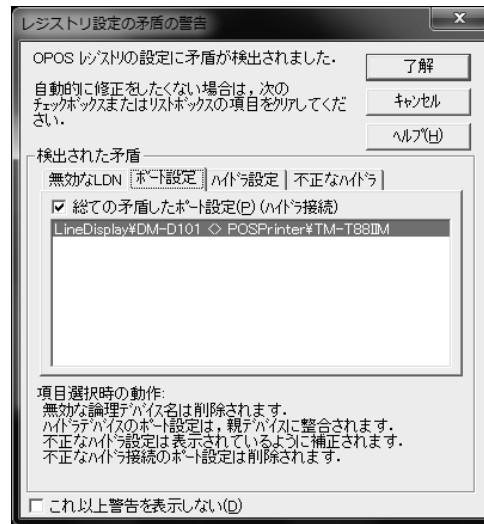 レジストリ設定の矛盾の警告
x
OPOS レジストリの設定に矛盾が検出されました.
自動的に修正をしたくない場合は,次の
チェックボックスまたはリストボックスの項目をクリアしてくだ
さい.
了解
キャンセル
ヘルプ(H)
検出された矛盾
無効なLDN ポート設定 ハイドラ設定 不正なハイドラ
総ての矛盾したポート設定(P) (ハイドラ接続)
LineDisplay¥DM-D101 <> POSPrinter¥TM-T88IIM
項目選択時の動作:
無効な論理デバイス名は削除されます.
ハイドラデバイスのポート設定は,親デバイスに整合されます.
不正なハイドラ設定は表示されているように補正されます.
不正なハイドラ接続のポート設定は削除されます.
これ以上警告を表示しない(D)